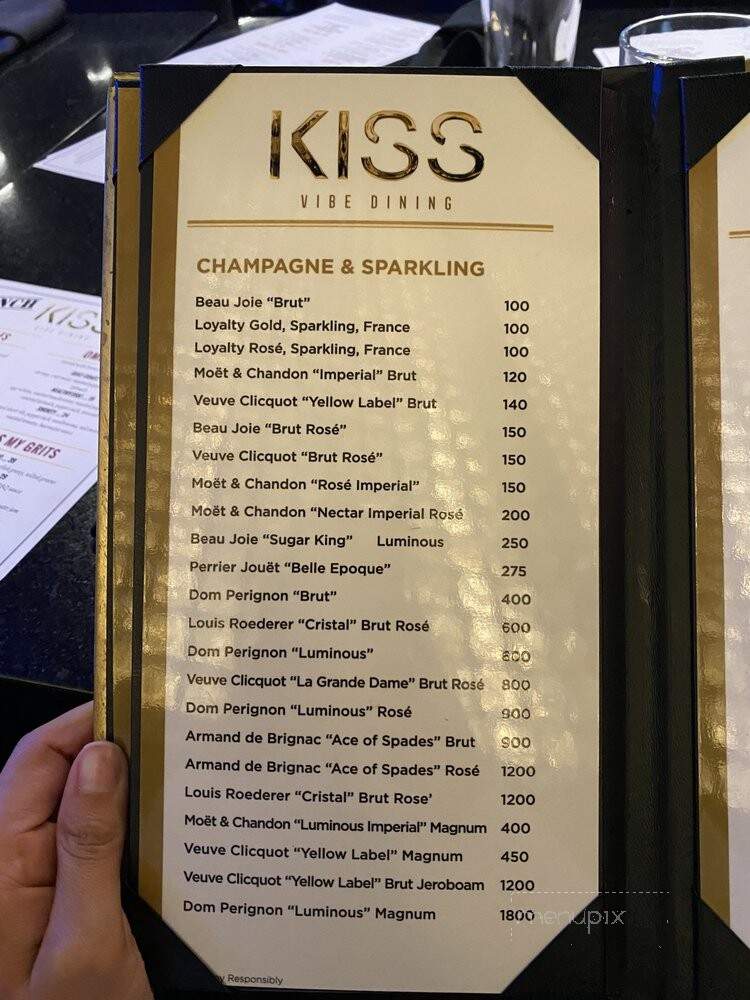 KISS
VIBE DINING
CHAMPAGNE & SPARKLING
Beau Joie “Brut” 100
Loyalty Gold, Sparkling, France 100
Loyalty Rosé, Sparkling, France 100
Moët & Chandon “Imperial” Brut 120
Veuve Clicquot “Yellow Label” Brut 140
Beau Joie “Brut Rosé” 150
Veuve Clicquot “Brut Rosé” 150
Moët & Chandon “Rosé Imperial” 150
Moët & Chandon “Nectar Imperial Rosé 200
Beau Joie “Sugar King” Luminous 250
Perrier Jouët “Belle Epoque” 275
Dom Perignon “Brut” 400
Louis Roederer “Cristal” Brut Rosé 600
Dom Perignon “Luminous”
Veuve Clicquot “La Grande Dame” Brut Rosé 800
Dom Perignon “Luminous” Rosé 900
Armand de Brignac “Ace of Spades” Brut 900
Armand de Brignac “Ace of Spades” Rosé 1200
Louis Roederer “Cristal” Brut Rose’ 1200
Moët & Chandon “Luminous Imperial” Magnum 400
Veuve Clicquot “Yellow Label” Magnum 450
Veuve Clicquot “Yellow Label” Brut Jeroboam 1200
Dom Perignon “Luminous” Magnum 1800
Responsibly
menupix
KISS
MY GRITS